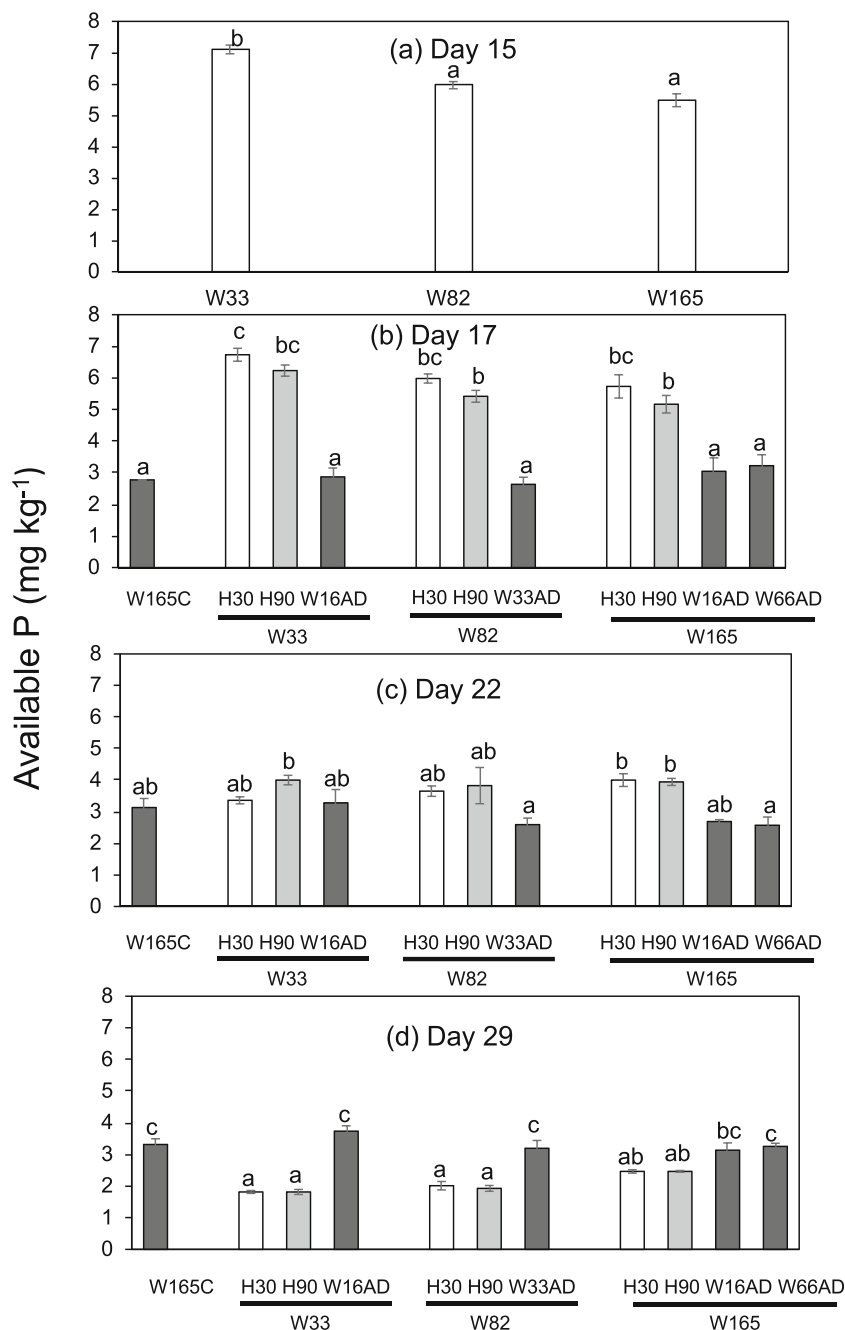 Available P (mg kg-1)
(a) Day 15
8
7
6
5
4
3
2
1
0
b
a
a
W33 W82 W165
(b) Day 17
8
7
6
5
4
3
2
1
0
a c bc a bc b a bc b a a
W165C H30 H90 W16AD H30 H90 W33AD H30 H90 W16AD W66AD
W33 W82 W165
(c) Day 22
8
7
6
5
4
3
2
1
0
ab ab b ab ab ab a b b ab a
W165C H30 H90 W16AD H30 H90 W33AD H30 H90 W16AD W66AD
W33 W82 W165
(d) Day 29
8
7
6
5
4
3
2
1
0
c a a c a a c ab ab bc c
W165C H30 H90 W16AD H30 H90 W33AD H30 H90 W16AD W66AD
W33 W82 W165